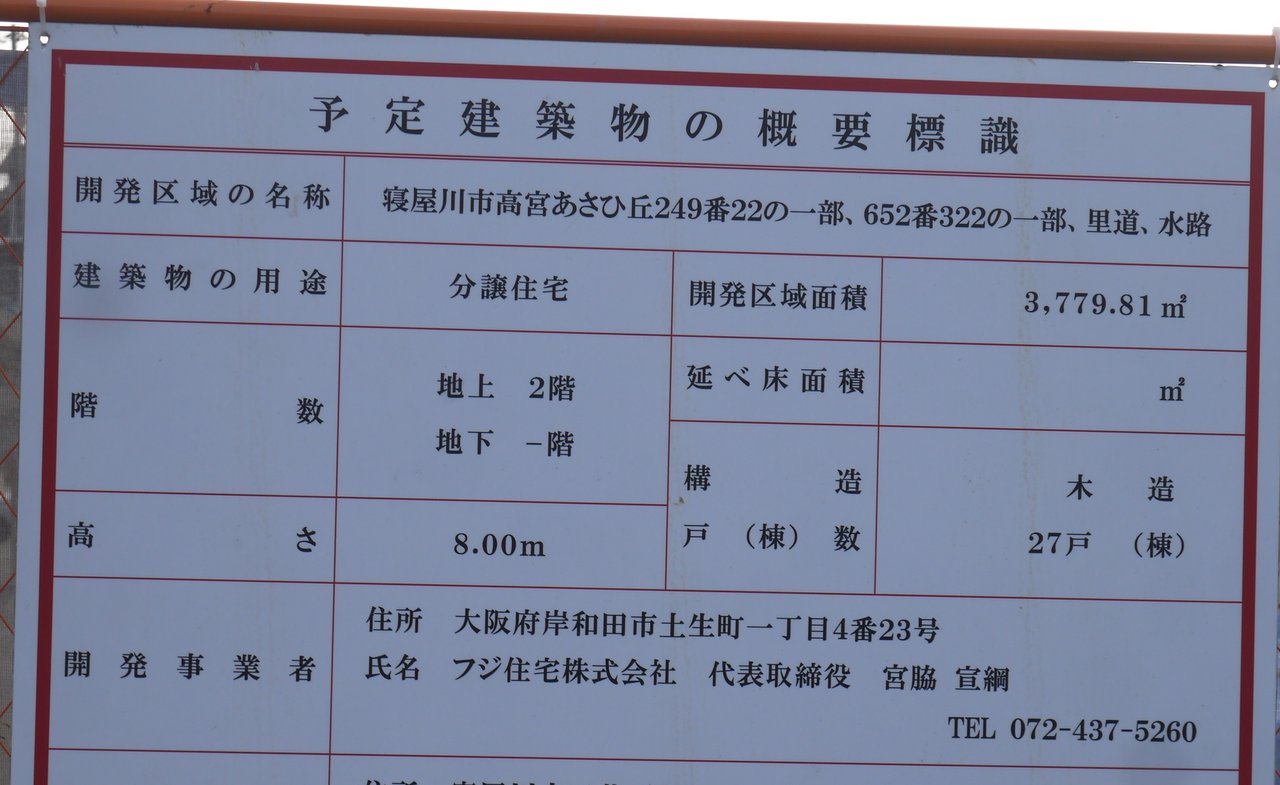 予定建築物の概要標識
開発区域の名称 寝屋川市高宮あさひ丘249番22の一部、652番322の一部、里道、水路
建築物の用途 分譲住宅 開発区域面積 3,779.81㎡
階数 地上 2階
地下 −階
延べ床面積 ㎡
高さ 8.00m
構造 木造
戸（棟）数 27戸（棟）
開発事業者 住所 大阪府岸和田市土生町一丁目4番23号
氏名 フジ住宅株式会社 代表取締役 宮脇 宣綱
TEL 072-437-5260